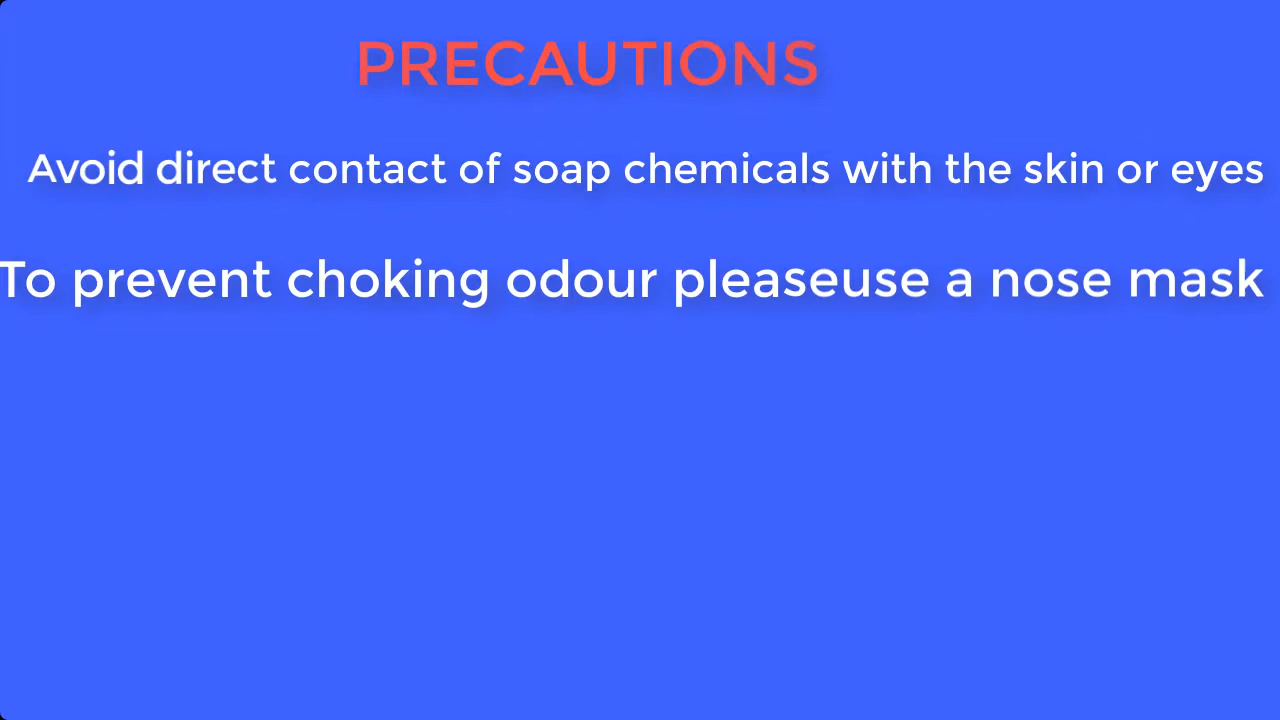 PRECAUTIONS
Avoid direct contact of soap chemicals with the skin or eyes
To prevent choking odour pleaseuse a nose mask